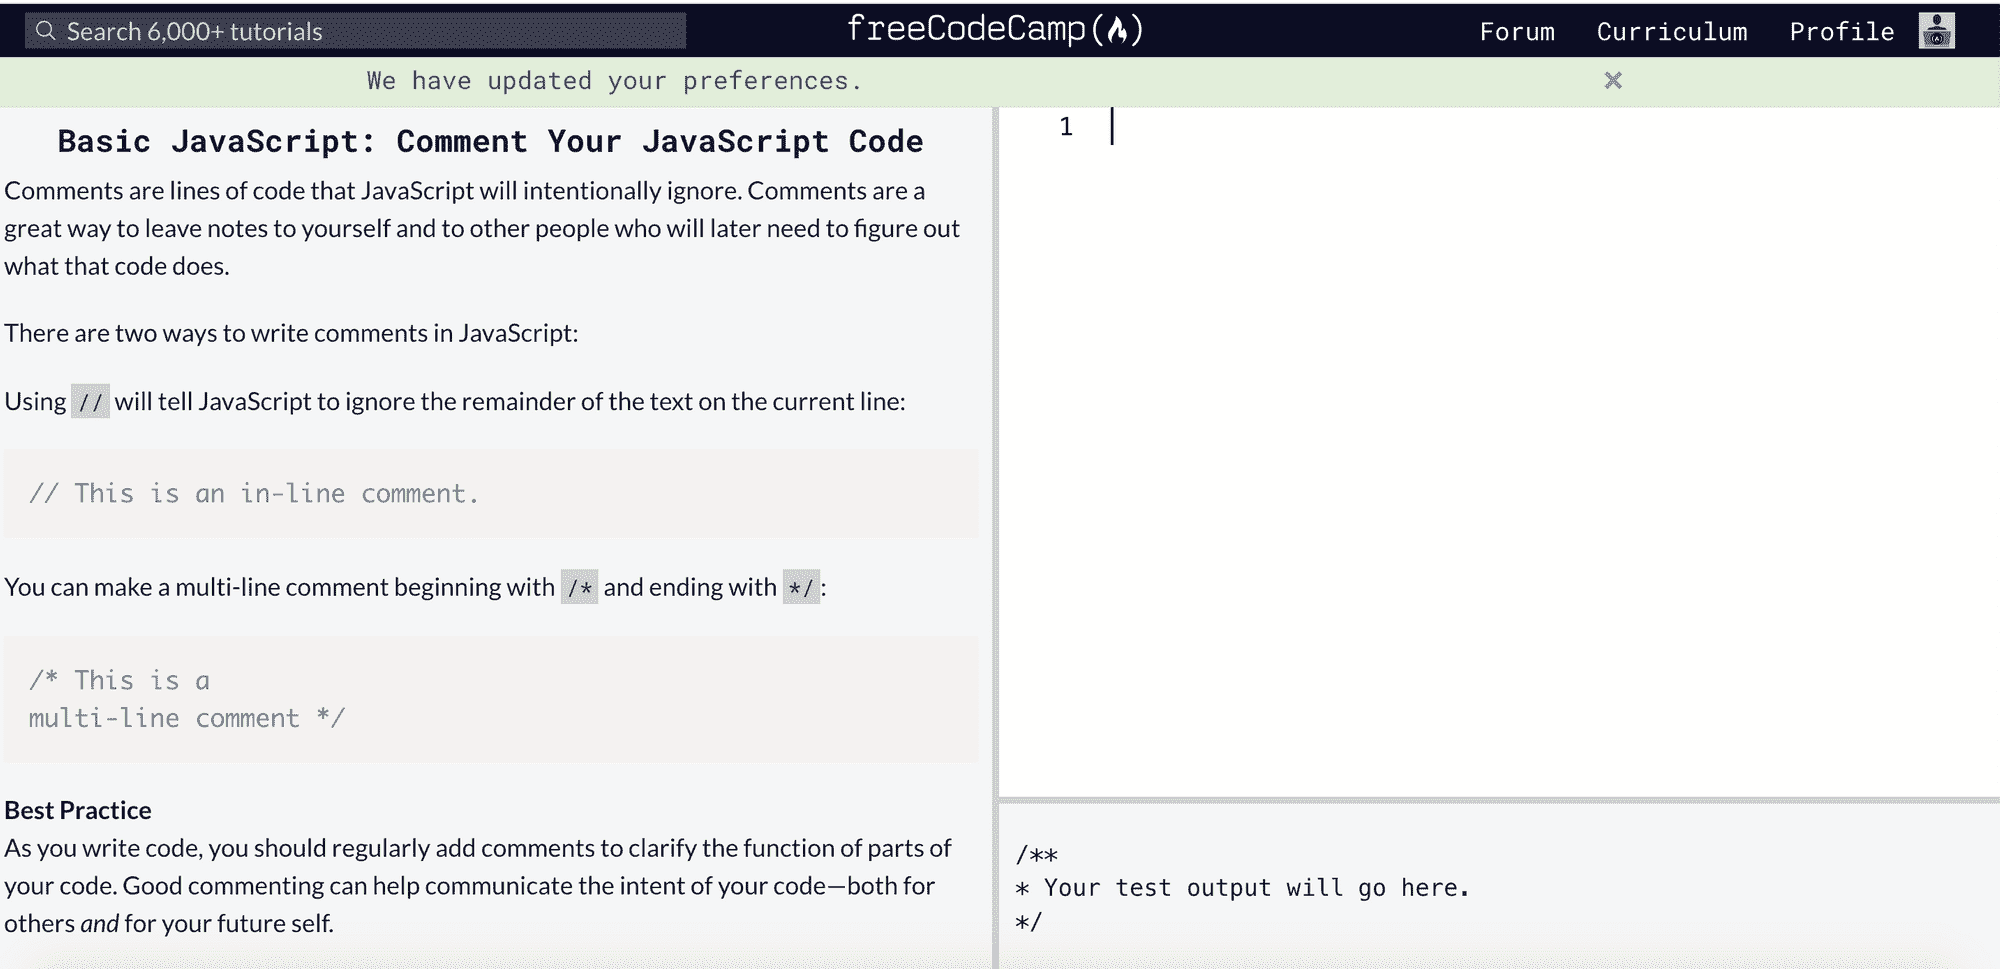 Search 6,000+ tutorials
freeCodeCamp(🔥)
Forum Curriculum Profile
We have updated your preferences. ×
Basic JavaScript: Comment Your JavaScript Code
Comments are lines of code that JavaScript will intentionally ignore. Comments are a
great way to leave notes to yourself and to other people who will later need to figure out
what that code does.
There are two ways to write comments in JavaScript:
Using // will tell JavaScript to ignore the remainder of the text on the current line:
// This is an in-line comment.
You can make a multi-line comment beginning with /* and ending with */:
/* This is a
multi-line comment */
Best Practice
As you write code, you should regularly add comments to clarify the function of parts of
your code. Good commenting can help communicate the intent of your code—both for
others and for your future self.
1
/**
* Your test output will go here.
*/